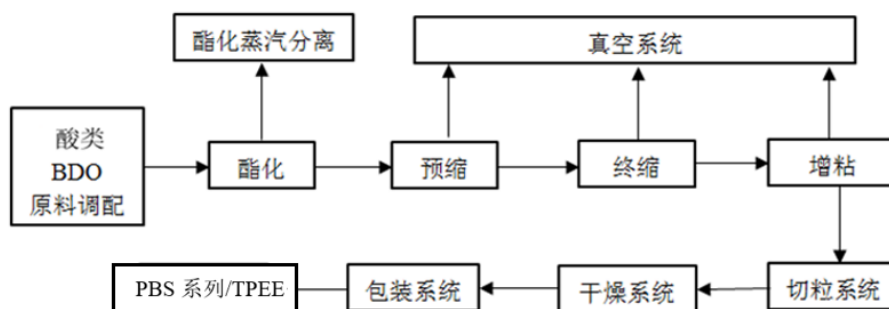 酯化蒸汽分离
真空系统
酸类
BDO
原料调配
酯化
预缩
终缩
增粘
PBS 系列/TPEE
包装系统
干燥系统
切粒系统